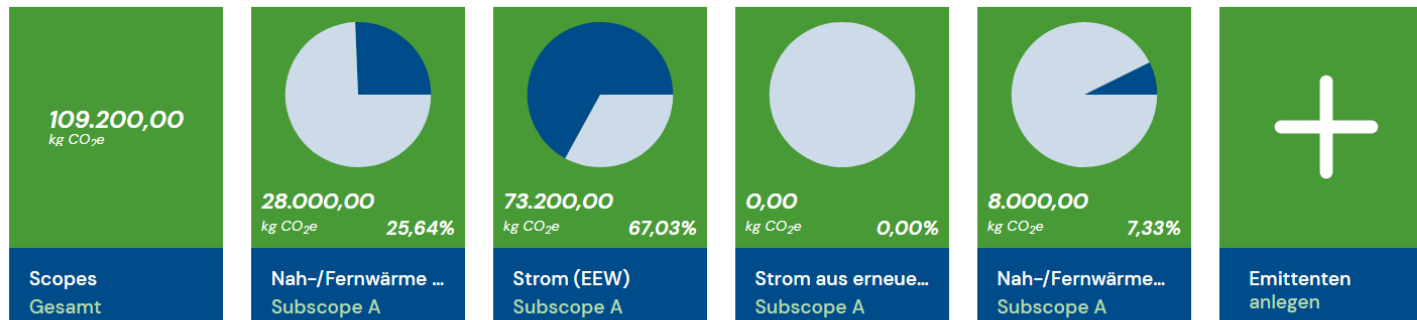 109.200,00
kg CO₂e
Scopes
Gesamt
28.000,00
kg CO₂e 25,64%
Nah-/Fernwärme ...
Subscope A
73.200,00
kg CO₂e 67,03%
Strom (EEW)
Subscope A
0,00
kg CO₂e 0,00%
Strom aus erneue...
Subscope A
8.000,00
kg CO₂e 7,33%
Nah-/Fernwärme...
Subscope A
Emittenten
anlegen